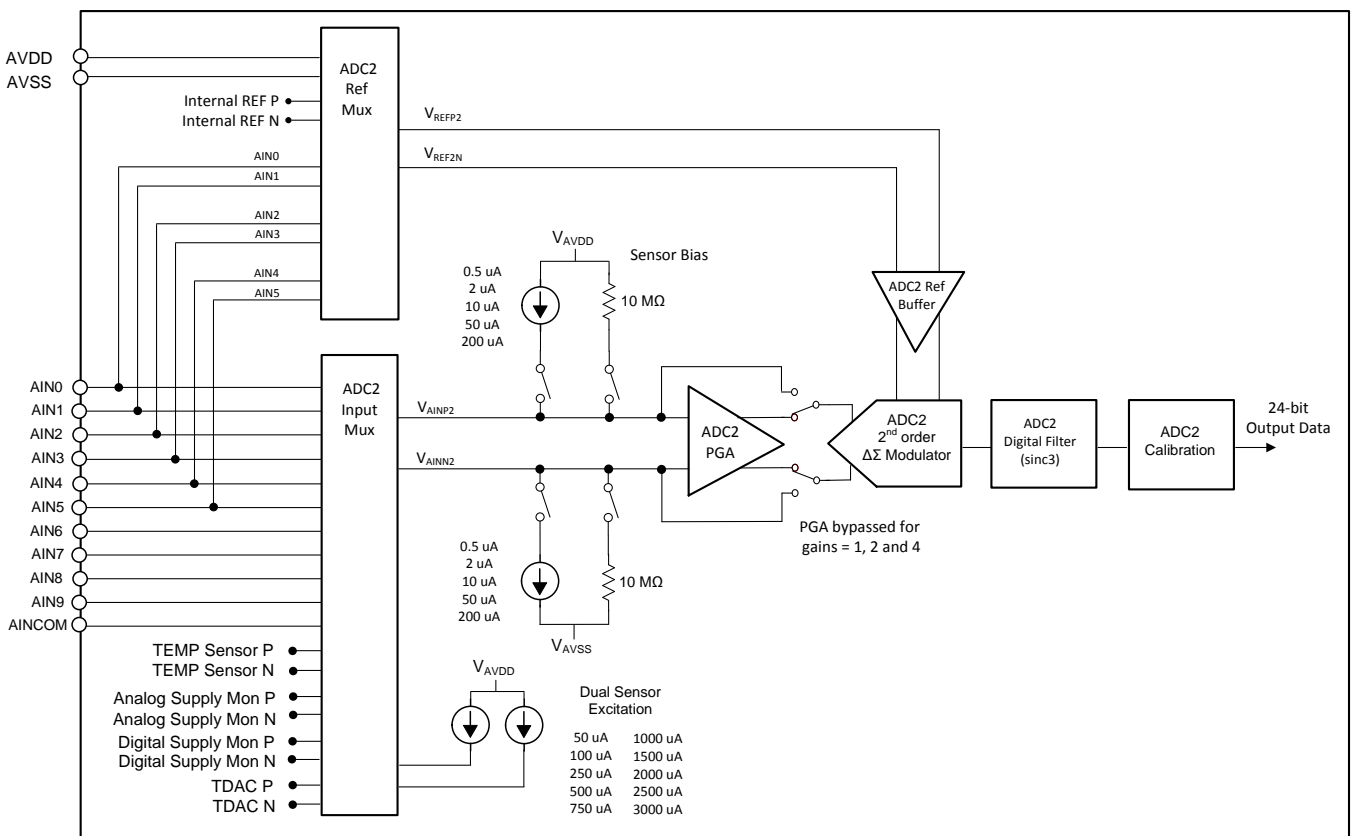 AVDD
AVSS
Internal REF P
Internal REF N
AIN0
AIN1
AIN2
AIN3
AIN4
AIN5
ADC2
Ref
Mux
VREFP2
VREF2N
VAVDD
Sensor Bias
0.5 uA
2 uA
10 uA
50 uA
200 uA
10 MΩ
ADC2 Ref
Buffer
AIN0
AIN1
AIN2
AIN3
AIN4
AIN5
AIN6
AIN7
AIN8
AIN9
AINCOM
TEMP Sensor P
TEMP Sensor N
Analog Supply Mon P
Analog Supply Mon N
Digital Supply Mon P
Digital Supply Mon N
TDAC P
TDAC N
ADC2
Input
Mux
VAINP2
VAINN2
ADC2
PGA
ADC2
2nd order
ΔΣ Modulator
ADC2
Digital Filter
(sinc3)
ADC2
Calibration
24-bit
Output Data
PGA bypassed for
gains = 1, 2 and 4
0.5 uA
2 uA
10 uA
50 uA
200 uA
10 MΩ
VAVSS
VAVDD
Dual Sensor
Excitation
50 uA 1000 uA
100 uA 1500 uA
250 uA 2000 uA
500 uA 2500 uA
750 uA 3000 uA